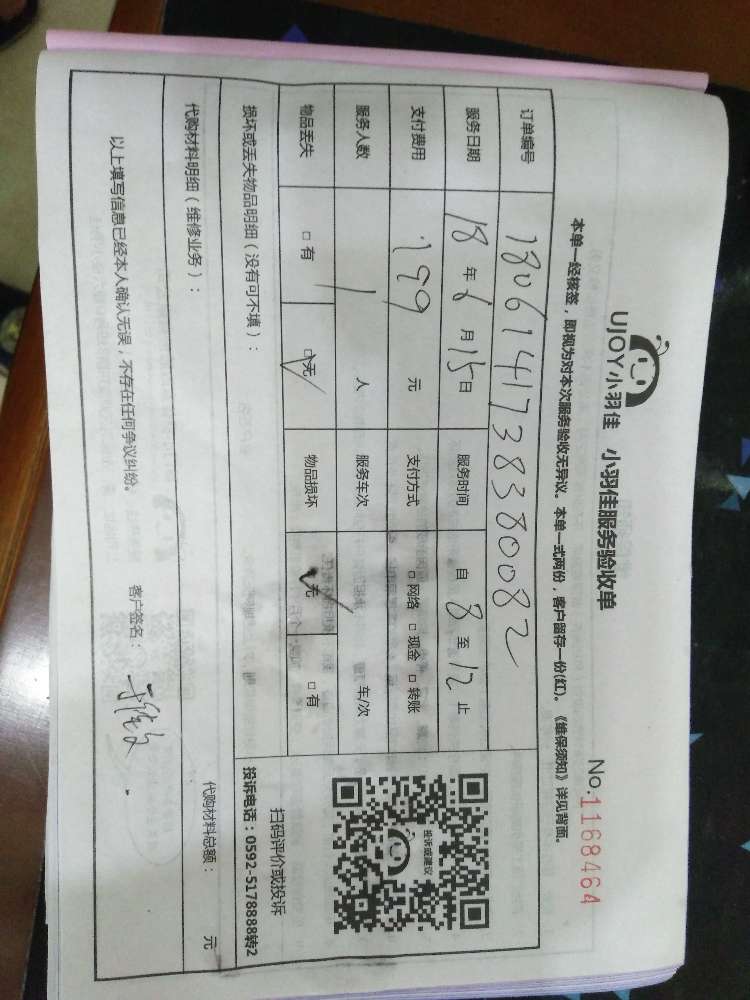 UJOY小羽佳 小羽佳服务验收单
No.1168464
本单一经核签，即视为对本次服务验收无异议。本单一式两份，客户留存一份(红)。《维保须知》详见背面。
订单编号 180614173838380082
服务日期 18 年 6 月 15 日 服务时间 自 8 至 12 止
支付费用 199 元 支付方式 □ 网络 □ 现金 □ 转账
服务人数 1 人 服务车次 车/次
物品丢失 □ 有 □ 无 ✓ 物品损坏 □ 无 ✓ □ 有
投诉或建议
扫码评价或投诉
投诉电话：0592-5178888转2
损坏或丢失物品明细（没有可不填）：
代购材料明细（维修业务）：
代购材料总额： 元
以上填写信息已经本人确认无误，不存在任何争议纠纷。 客户签名：